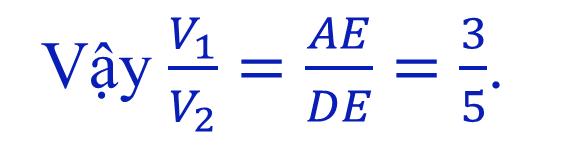 Vậy V₁/V₂ = AE/DE = 3/5.